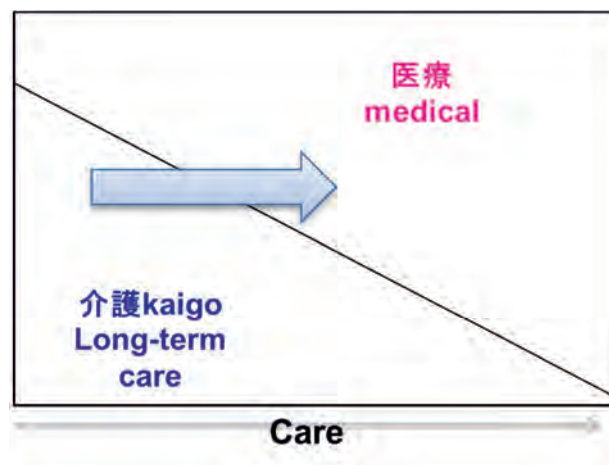 医療
medical
介護kaigo
Long-term
care
Care